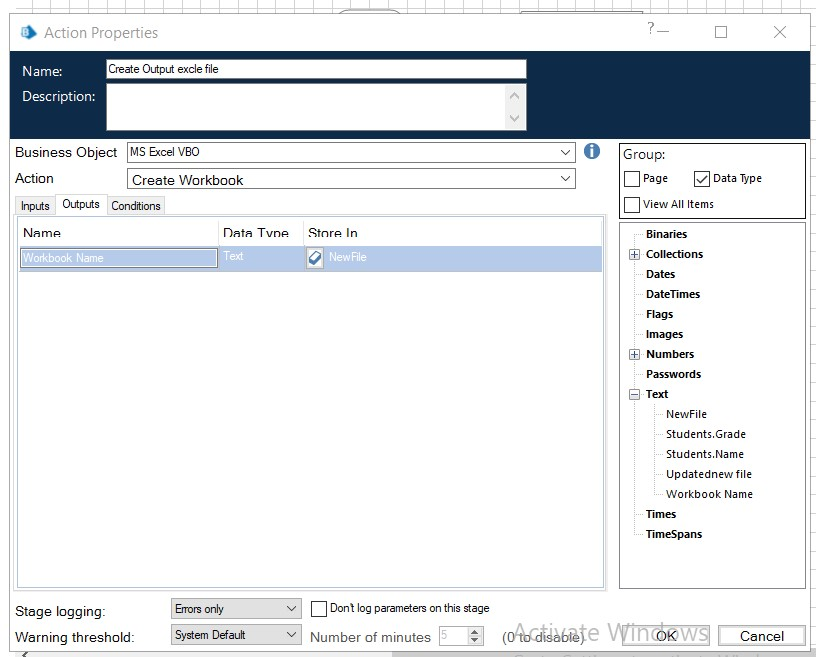 Action Properties
?
Name: Create Output excle file
Description:
Business Object MS Excel VBO
Action Create Workbook
Inputs Outputs Conditions
Name Data Type Store In
Workbook Name Text NewFile
Group:
Page Data Type
View All Items
Binaries
Collections
Dates
DateTimes
Flags
Images
Numbers
Passwords
Text
NewFile
Students.Grade
Students.Name
Updatednew file
Workbook Name
Times
TimeSpans
Stage logging: Errors only Don't log parameters on this stage
Warning threshold: System Default Number of minutes 5 (0 to disable)
Activate Windows
OK Cancel